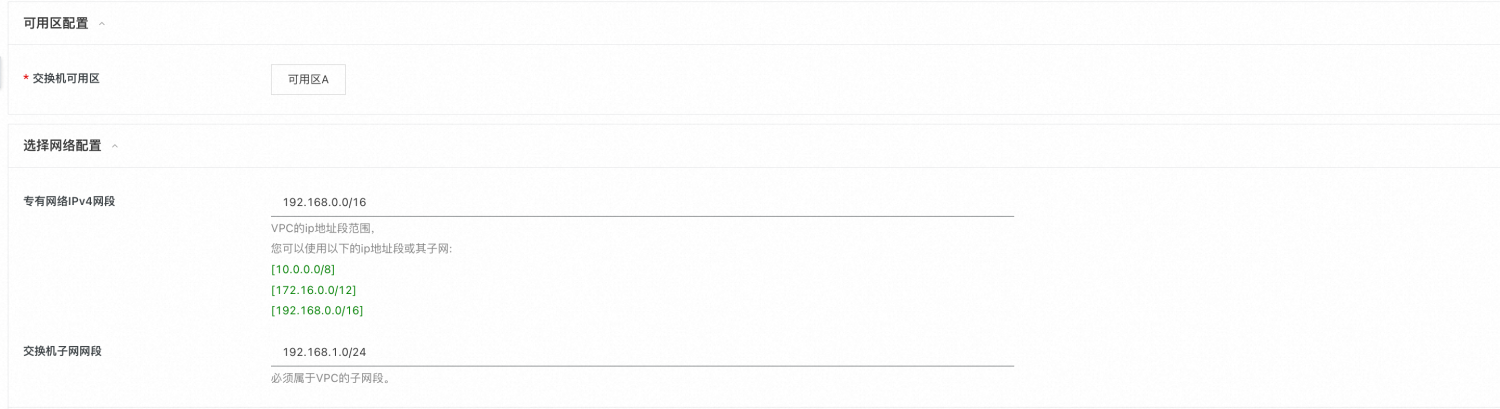 可用区配置
* 交换机可用区
可用区A
选择网络配置
专有网络IPv4网段
192.168.0.0/16
VPC的ip地址段范围,
您可以使用以下的ip地址段或其子网:
[10.0.0.0/8]
[172.16.0.0/12]
[192.168.0.0/16]
交换机子网网段
192.168.1.0/24
必须属于VPC的子网段。